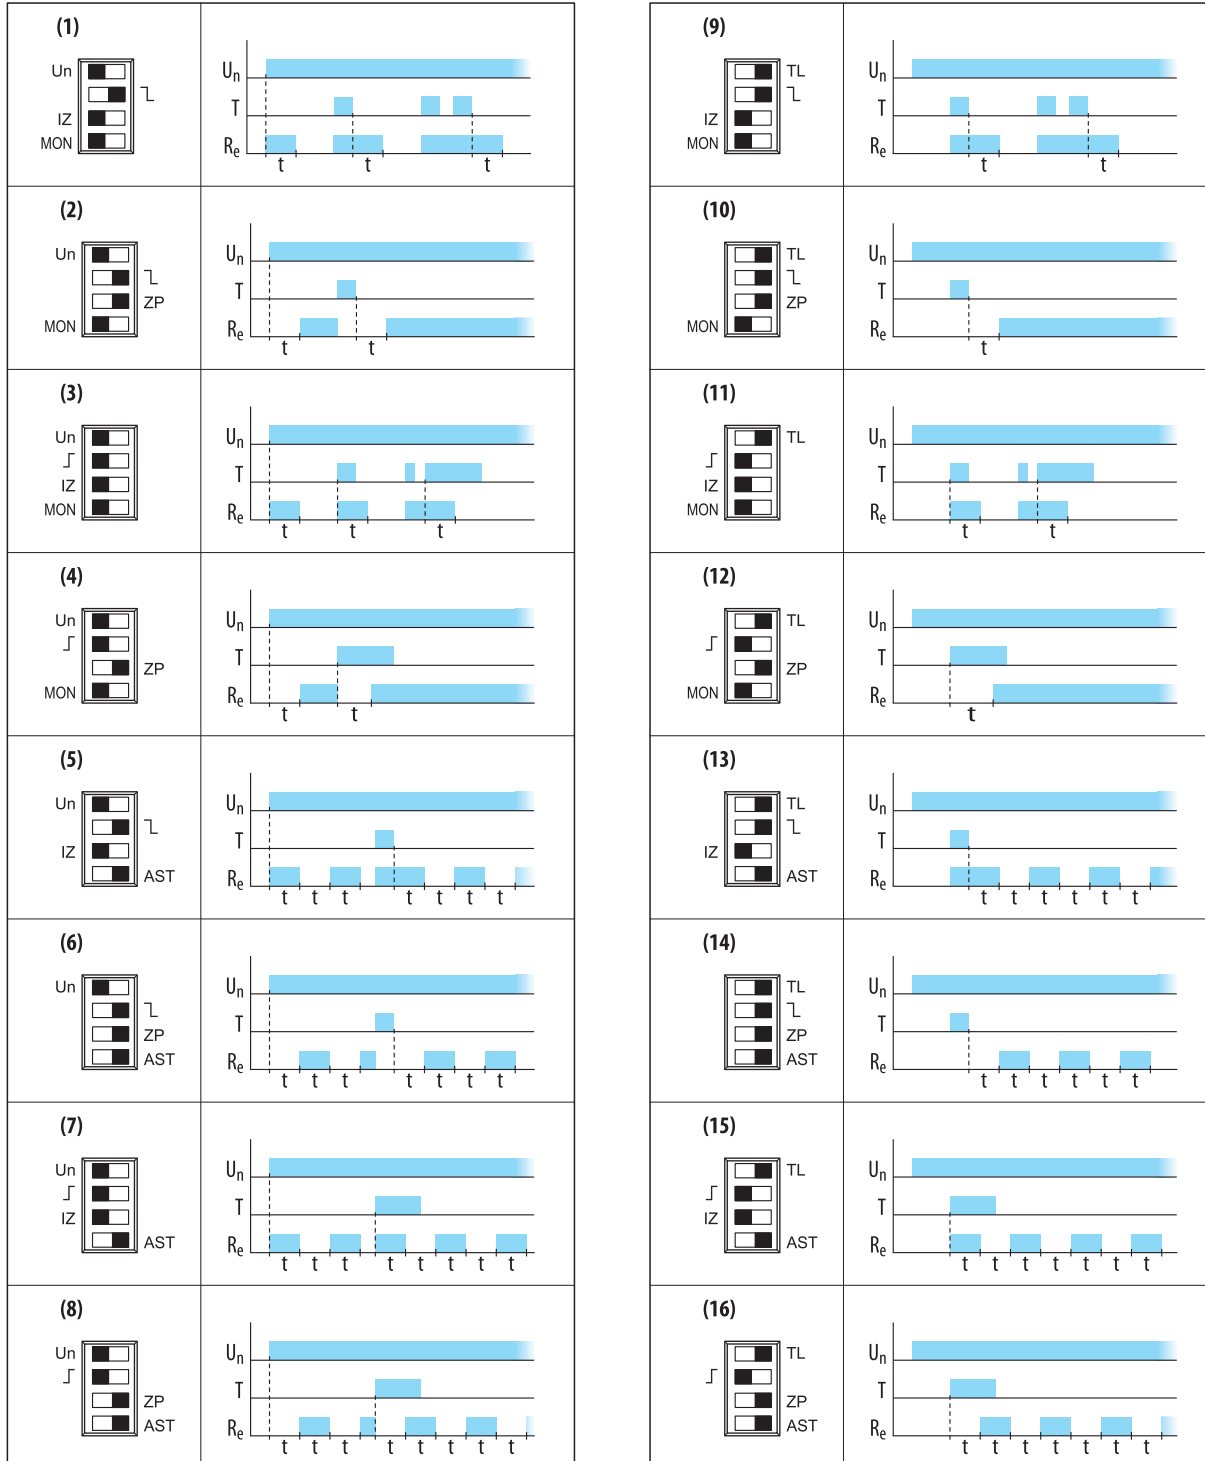 (1)
Un
IZ
MON
Un
T
Re
t t t
(2)
Un
ZP
MON
Un
T
Re
t t
(3)
Un
IZ
MON
Un
T
Re
t t t
(4)
Un
ZP
MON
Un
T
Re
t t
(5)
Un
IZ
AST
Un
T
Re
t t t t t t t
(6)
Un
ZP
AST
Un
T
Re
t t t t t t t
(7)
Un
IZ
AST
Un
T
Re
t t t t t t t t
(8)
Un
ZP
AST
Un
T
Re
t t t t t t t t
(9)
TL
IZ
MON
Un
T
Re
t t
(10)
TL
ZP
MON
Un
T
Re
t
(11)
TL
IZ
MON
Un
T
Re
t t
(12)
TL
ZP
MON
Un
T
Re
t
(13)
TL
IZ
AST
Un
T
Re
t t t t t t
(14)
TL
ZP
AST
Un
T
Re
t t t t t t
(15)
TL
IZ
AST
Un
T
Re
t t t t t t t
(16)
TL
ZP
AST
Un
T
Re
t t t t t t t